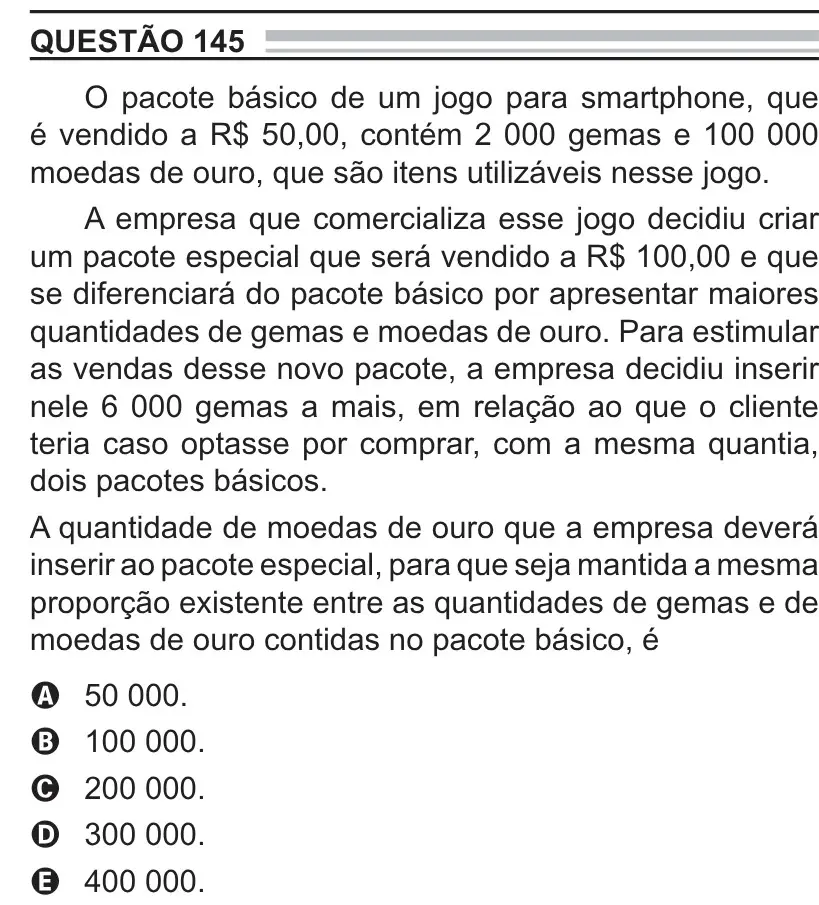 QUESTÃO 145
O pacote básico de um jogo para smartphone, que
é vendido a R$ 50,00, contém 2 000 gemas e 100 000
moedas de ouro, que são itens utilizáveis nesse jogo.
A empresa que comercializa esse jogo decidiu criar
um pacote especial que será vendido a R$ 100,00 e que
se diferenciará do pacote básico por apresentar maiores
quantidades de gemas e moedas de ouro. Para estimular
as vendas desse novo pacote, a empresa decidiu inserir
nele 6 000 gemas a mais, em relação ao que o cliente
teria caso optasse por comprar, com a mesma quantia,
dois pacotes básicos.
A quantidade de moedas de ouro que a empresa deverá
inserir ao pacote especial, para que seja mantida a mesma
proporção existente entre as quantidades de gemas e de
moedas de ouro contidas no pacote básico, é
A 50 000.
B 100 000.
C 200 000.
D 300 000.
E 400 000.